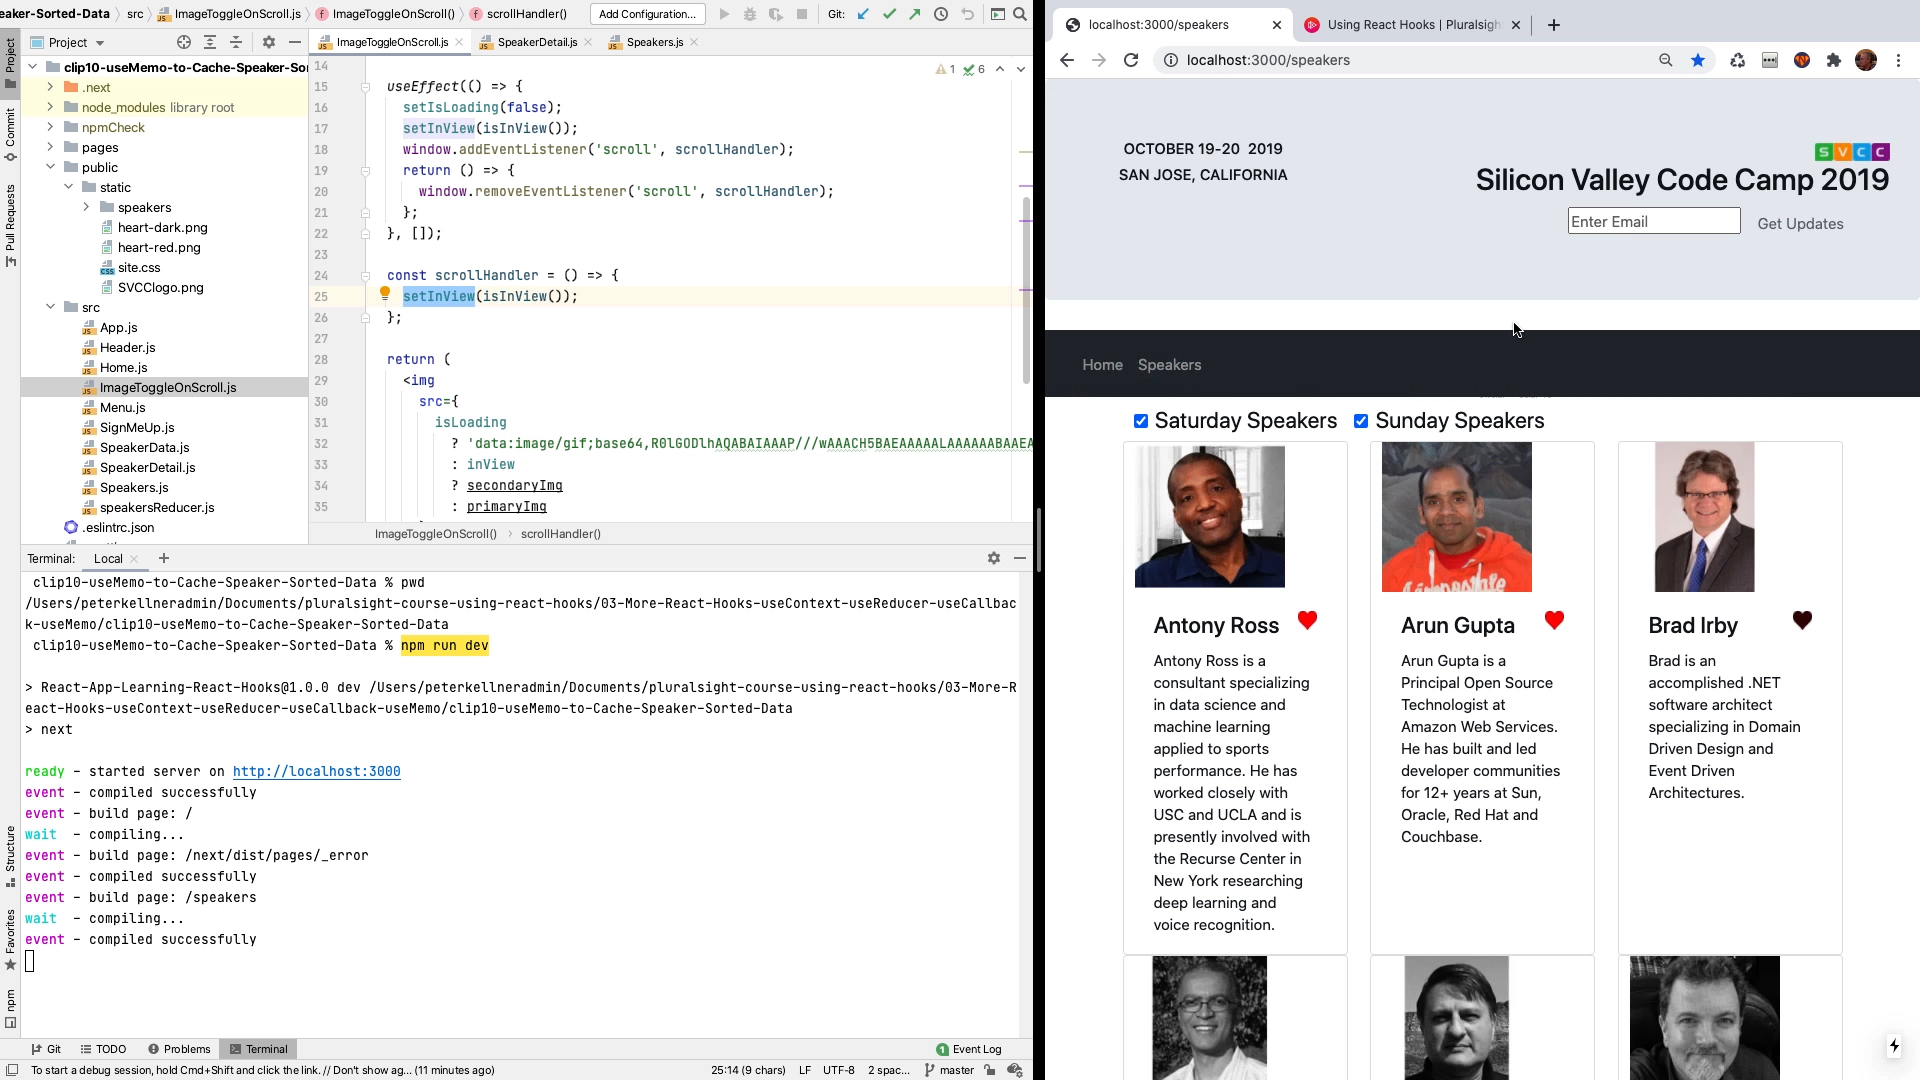 eaker-Sorted-Data
src
ImageToggleOnScroll.js
ImageToggleOnScroll()
scrollHandler()
Add Configuration...
Git:
Project
ImageToggleOnScroll.js
SpeakerDetail.js
Speakers.js
Project
Commit
Pull Requests
Structure
Favorites
npm
clip10-useMemo-to-Cache-Speaker-So
.next
node_modules library root
npmCheck
pages
public
static
speakers
heart-dark.png
heart-red.png
site.css
SVCClogo.png
src
App.js
Header.js
Home.js
ImageToggleOnScroll.js
Menu.js
SignMeUp.js
SpeakerData.js
SpeakerDetail.js
Speakers.js
speakersReducer.js
.eslintrc.json
1 6
14
15 useEffect(() => {
16 setIsLoading(false);
17 setInView(isInView());
18 window.addEventListener('scroll', scrollHandler);
19 return () => {
20 window.removeEventListener('scroll', scrollHandler);
21 };
22 }, []);
23
24 const scrollHandler = () => {
25 setInView(isInView());
26 };
27
28 return (
29 <img
30 src={
31 isLoading
32 ? 'data:image/gif;base64,R0lGODlhAQABAIAAAP///wAAACH5BAEAAAAALAAAAAABAAEA
33 : inView
34 ? secondaryImg
35 : primaryImg
ImageToggleOnScroll()
scrollHandler()
Terminal:
Local
clip10-useMemo-to-Cache-Speaker-Sorted-Data % pwd
/Users/peterkellneradmin/Documents/pluralsight-course-using-react-hooks/03-More-React-Hooks-useContext-useReducer-useCallbac
k-useMemo/clip10-useMemo-to-Cache-Speaker-Sorted-Data
clip10-useMemo-to-Cache-Speaker-Sorted-Data % npm run dev
> React-App-Learning-React-Hooks@1.0.0 dev /Users/peterkellneradmin/Documents/pluralsight-course-using-react-hooks/03-More-R
eact-Hooks-useContext-useReducer-useCallback-useMemo/clip10-useMemo-to-Cache-Speaker-Sorted-Data
> next
ready - started server on http://localhost:3000
event - compiled successfully
event - build page: /
wait - compiling...
event - build page: /next/dist/pages/_error
event - compiled successfully
event - build page: /speakers
wait - compiling...
event - compiled successfully
Git
TODO
Problems
Terminal
1 Event Log
To start a debug session, hold Cmd+Shift and click the link. // Don't show ag... (11 minutes ago)
25:14 (9 chars)
LF
UTF-8
2 spac...
master
localhost:3000/speakers
Using React Hooks | Pluralsigh
localhost:3000/speakers
OCTOBER 19-20 2019
SAN JOSE, CALIFORNIA
SVCC
Silicon Valley Code Camp 2019
Enter Email
Get Updates
Home
Speakers
Saturday Speakers
Sunday Speakers
Antony Ross
Antony Ross is a
consultant specializing
in data science and
machine learning
applied to sports
performance. He has
worked closely with
USC and UCLA and is
presently involved with
the Recurse Center in
New York researching
deep learning and
voice recognition.
Arun Gupta
Arun Gupta is a
Principal Open Source
Technologist at
Amazon Web Services.
He has built and led
developer communities
for 12+ years at Sun,
Oracle, Red Hat and
Couchbase.
Brad Irby
Brad is an
accomplished .NET
software architect
specializing in Domain
Driven Design and
Event Driven
Architectures.